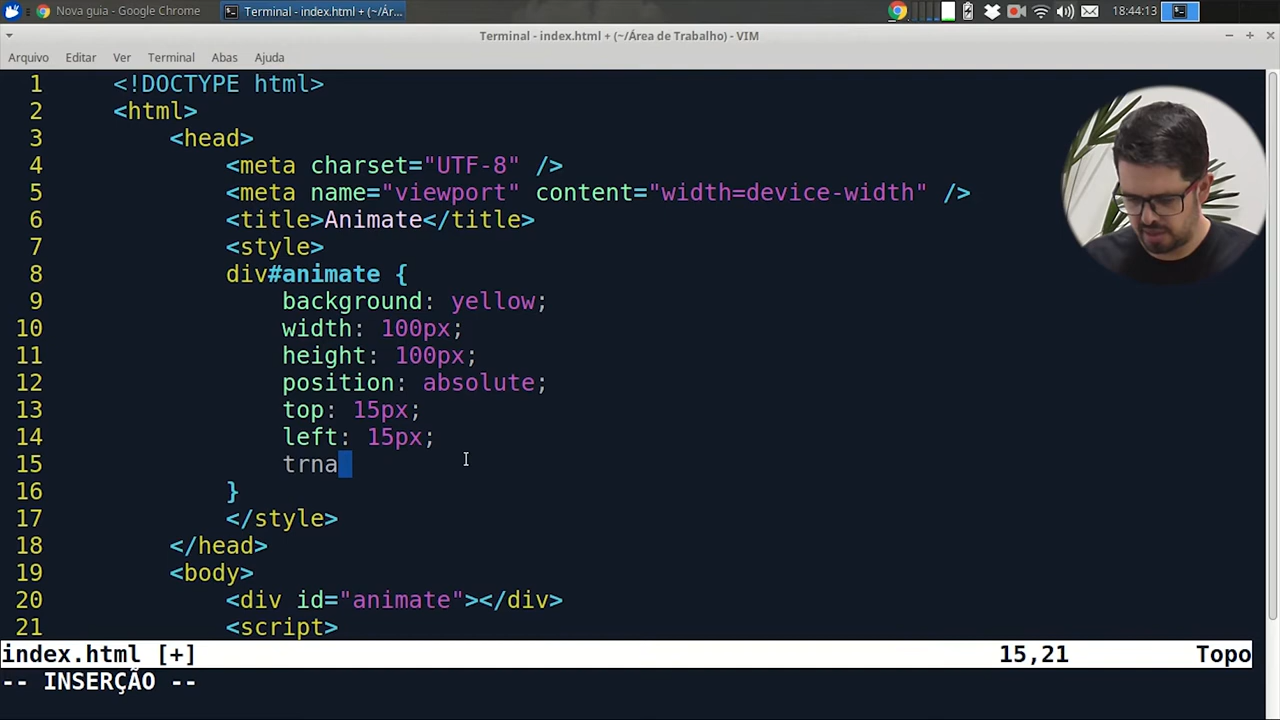 Nova guia - Google Chrome
Terminal - index.html + (~/Ár...
18:44:13
Terminal - index.html + (~/Área de Trabalho) - VIM
Arquivo Editar Ver Terminal Abas Ajuda
1 <!DOCTYPE html>
2 <html>
3 <head>
4 <meta charset="UTF-8" />
5 <meta name="viewport" content="width=device-width" />
6 <title>Animate</title>
7 <style>
8 div#animate {
9 background: yellow;
10 width: 100px;
11 height: 100px;
12 position: absolute;
13 top: 15px;
14 left: 15px;
15 trna
16 }
17 </style>
18 </head>
19 <body>
20 <div id="animate"></div>
21 <script>
index.html [+] 15,21 Topo
-- INSERÇÃO --